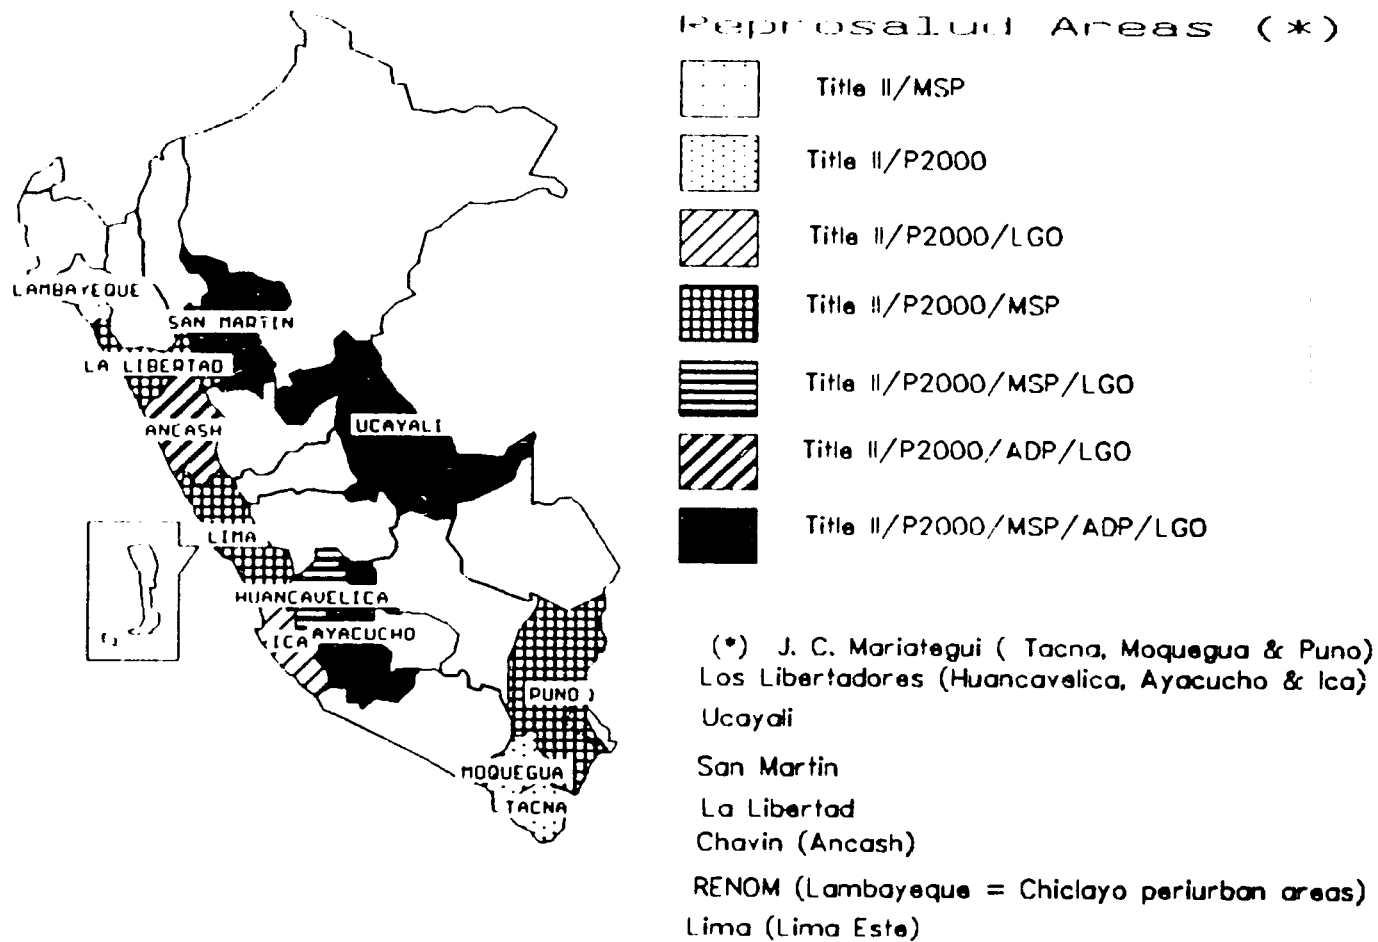 Reprosalud Areas (*)
Title II/MSP
Title II/P2000
Title II/P2000/LGO
Title II/P2000/MSP
Title II/P2000/MSP/LGO
Title II/P2000/ADP/LGO
Title II/P2000/MSP/ADP/LGO
LAMBAYEQUE
SAN MARTIN
LA LIBERTAD
ANCASH
UCAYALI
LIMA
HUANCAVELICA
ICA
AYACUCHO
PUNO
MOQUEGUA
TACNA
(*) J. C. Mariategui ( Tacna, Moquegua & Puno)
Los Libertadores (Huancavelica, Ayacucho & Ica)
Ucayali
San Martin
La Libertad
Chavin (Ancash)
RENOM (Lambayeque = Chiclayo periurban areas)
Lima (Lima Este)